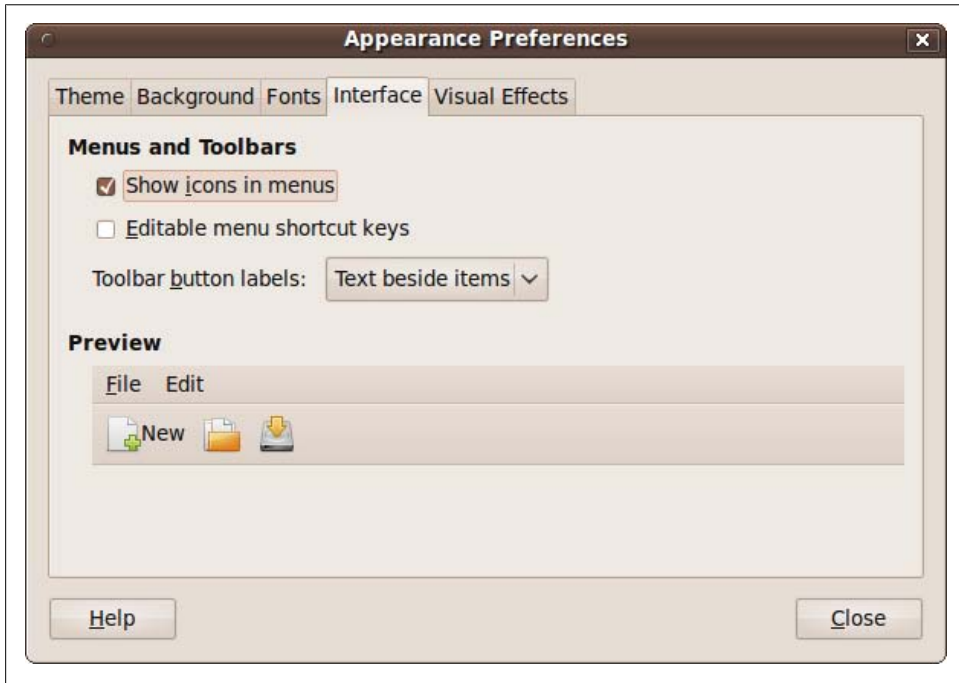 Appearance Preferences
Theme Background Fonts Interface Visual Effects
Menus and Toolbars
Show icons in menus
Editable menu shortcut keys
Toolbar button labels: Text beside items
Preview
File Edit
New
Help Close